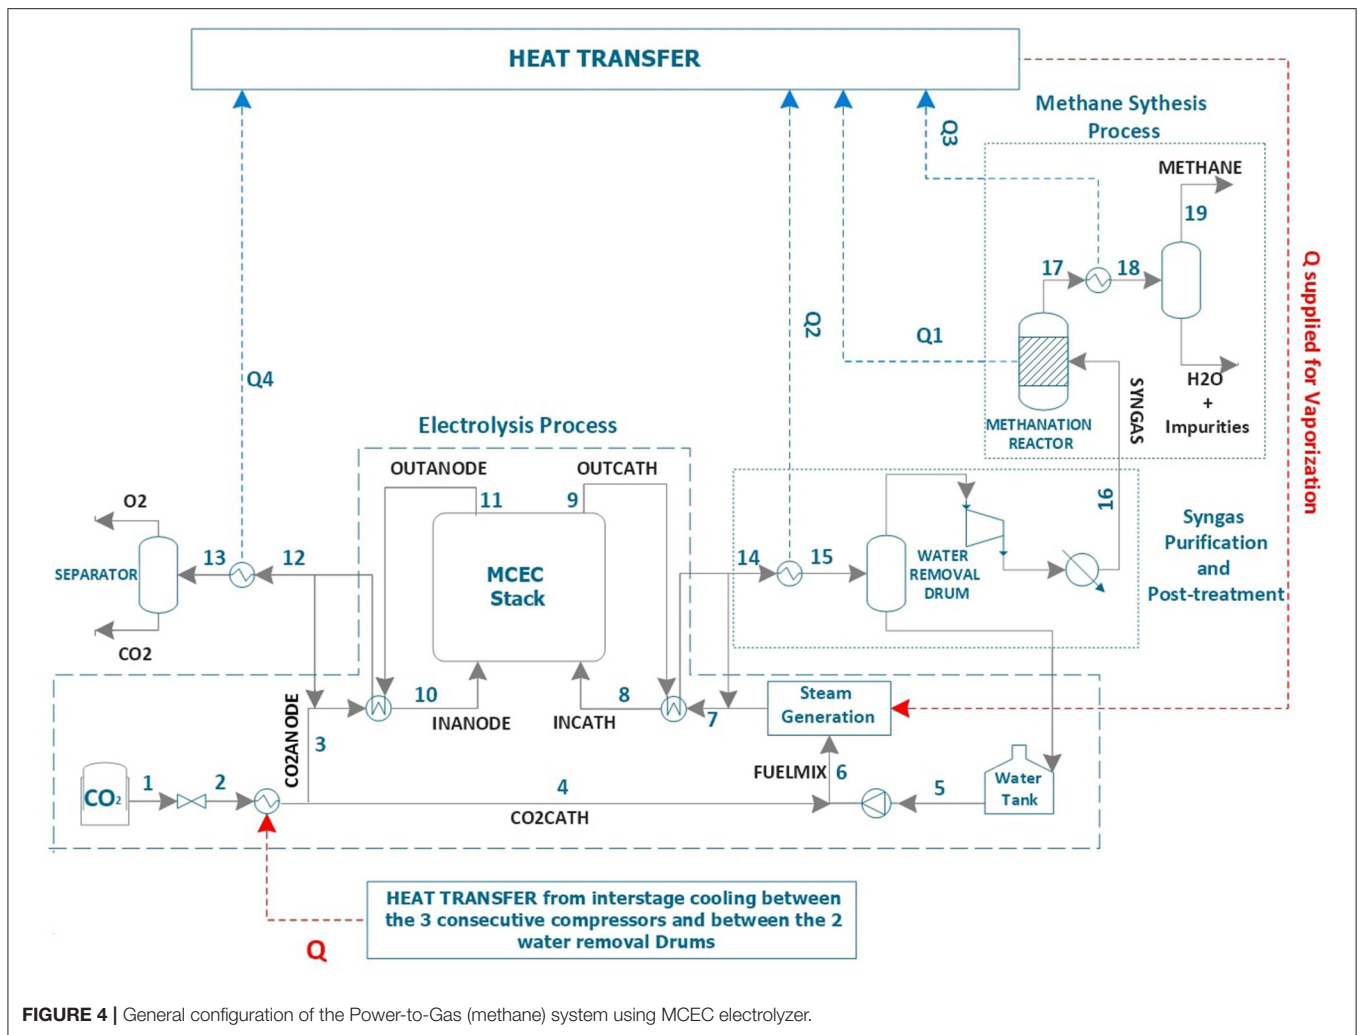 HEAT TRANSFER
Methane Sythesis
Process
Q3
METHANE
19
17
18
Q supplied for Vaporization
Q2
Q1
H2O
+
Impurities
SYNGAS
METHANATION
REACTOR
Q4
Electrolysis Process
OUTANODE
OUTCATH
11
9
16
O2
Syngas
Purification
and
Post-treatment
13
12
14
15
WATER
REMOVAL
DRUM
SEPARATOR
MCEC
Stack
CO2
10
8
7
INANODE
INCATH
Steam
Generation
CO2ANODE
3
FUELMIX
6
1
2
4
5
CO2
Water
Tank
CO2CATH
HEAT TRANSFER from interstage cooling between
the 3 consecutive compressors and between the 2
water removal Drums
Q
FIGURE 4 | General configuration of the Power-to-Gas (methane) system using MCEC electrolyzer.